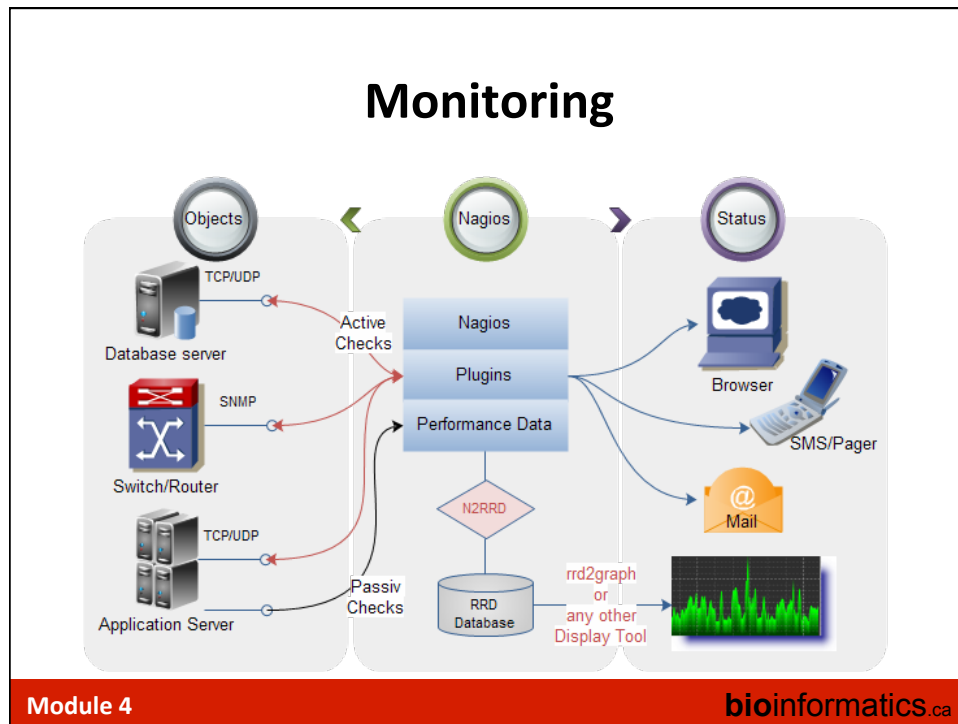 Monitoring
Objects
Nagios
Status
TCP/UDP
Database server
SNMP
Switch/Router
TCP/UDP
Application Server
Active
Checks
Passiv
Checks
Nagios
Plugins
Performance Data
N2RRD
RRD
Database
rrd2graph
or
any other
Display Tool
Browser
SMS/Pager
@
Mail
Module 4
bioinformatics.ca